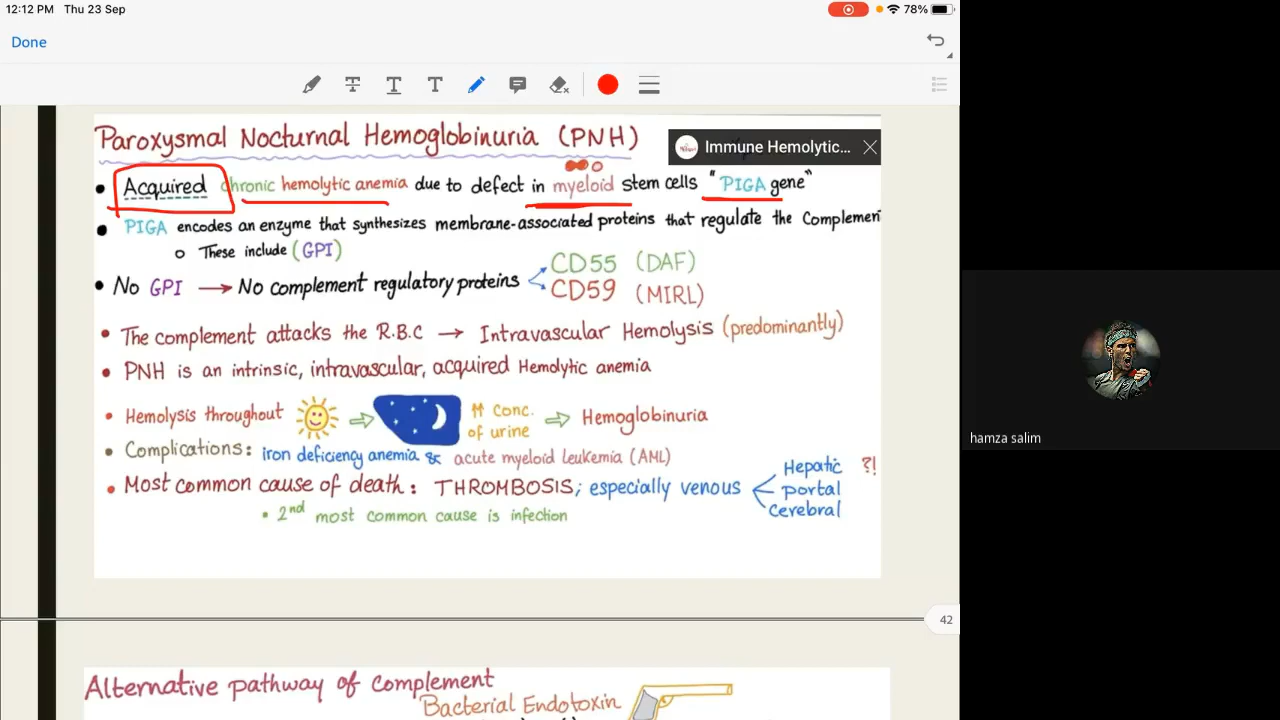 12:12 PM Thu 23 Sep
78%
Done
Paroxysmal Nocturnal Hemoglobinuria (PNH)
Immune Hemolytic...
Acquired chronic hemolytic anemia due to defect in myeloid stem cells "PIGA gene"
PIGA encodes an enzyme that synthesizes membrane-associated proteins that regulate the Complemen
These include (GPI)
No GPI → No complement regulatory proteins
CD55 (DAF)
CD59 (MIRL)
The complement attacks the R.B.C → Intravascular Hemolysis (predominantly)
PNH is an intrinsic, intravascular, acquired Hemolytic anemia
Hemolysis throughout ⇒ ⇈ conc. of urine ⇒ Hemoglobinuria
Complications: iron deficiency anemia & acute myeloid leukemia (AML)
Most common cause of death: THROMBOSIS; especially venous
Hepatic ?!
portal
cerebral
2nd most common cause is infection
42
hamza salim
Alternative pathway of complement
Bacterial Endotoxin